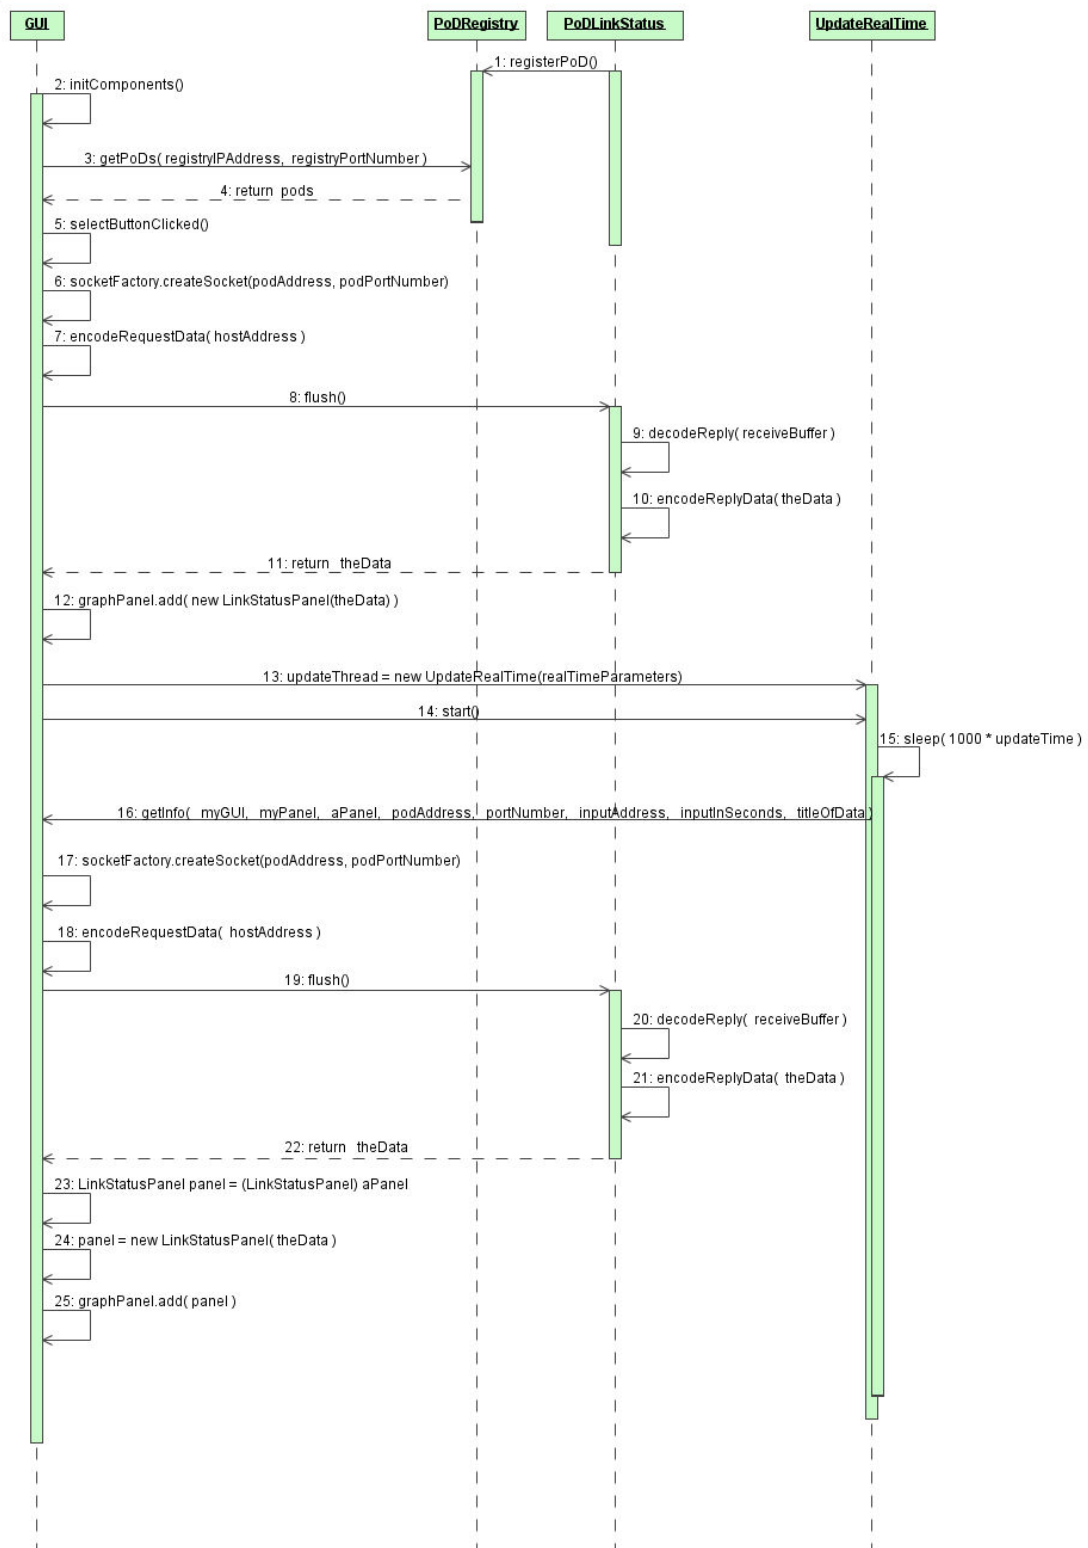 GUI
PoDRegistry
PoDLinkStatus
UpdateRealTime
1: registerPoD()
2: initComponents()
3: getPoDs( registryIPAddress, registryPortNumber )
4: return pods
5: selectButtonClicked()
6: socketFactory.createSocket(podAddress, podPortNumber)
7: encodeRequestData( hostAddress )
8: flush()
9: decodeReply( receiveBuffer )
10: encodeReplyData( theData )
11: return theData
12: graphPanel.add( new LinkStatusPanel(theData) )
13: updateThread = new UpdateRealTime(realTimeParameters)
14: start()
15: sleep( 1000 * updateTime )
16: getInfo( myGUI, myPanel, aPanel, podAddress, portNumber, inputAddress, inputInSeconds, titleOfData )
17: socketFactory.createSocket(podAddress, podPortNumber)
18: encodeRequestData( hostAddress )
19: flush()
20: decodeReply( receiveBuffer )
21: encodeReplyData( theData )
22: return theData
23: LinkStatusPanel panel = (LinkStatusPanel) aPanel
24: panel = new LinkStatusPanel( theData )
25: graphPanel.add( panel )